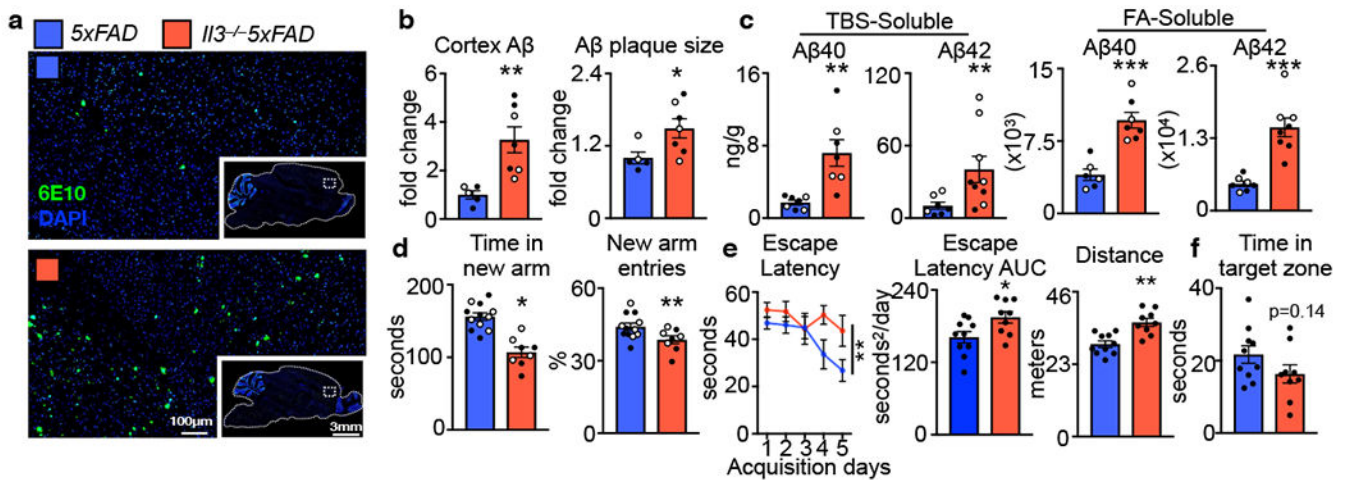 a
5xFAD
Il3–/–5xFAD
6E10
DAPI
100μm
3mm
b
Cortex Aβ
fold change
6
4
2
0
**
Aβ plaque size
fold change
2.4
1.2
0
*
c
TBS-Soluble
Aβ40
ng/g
16
8
0
**
Aβ42
120
60
0
**
FA-Soluble
Aβ40
(x10³)
15
7.5
0
***
Aβ42
(x10⁴)
2.6
1.3
0
***
d
Time in
new arm
seconds
200
100
0
*
New arm
entries
%
60
30
0
**
e
Escape
Latency
seconds
60
40
20
0
1 2 3 4 5
Acquisition days
**
Escape
Latency AUC
seconds²/day
240
120
0
*
Distance
meters
46
23
0
**
f
Time in
target zone
seconds
40
20
0
p=0.14